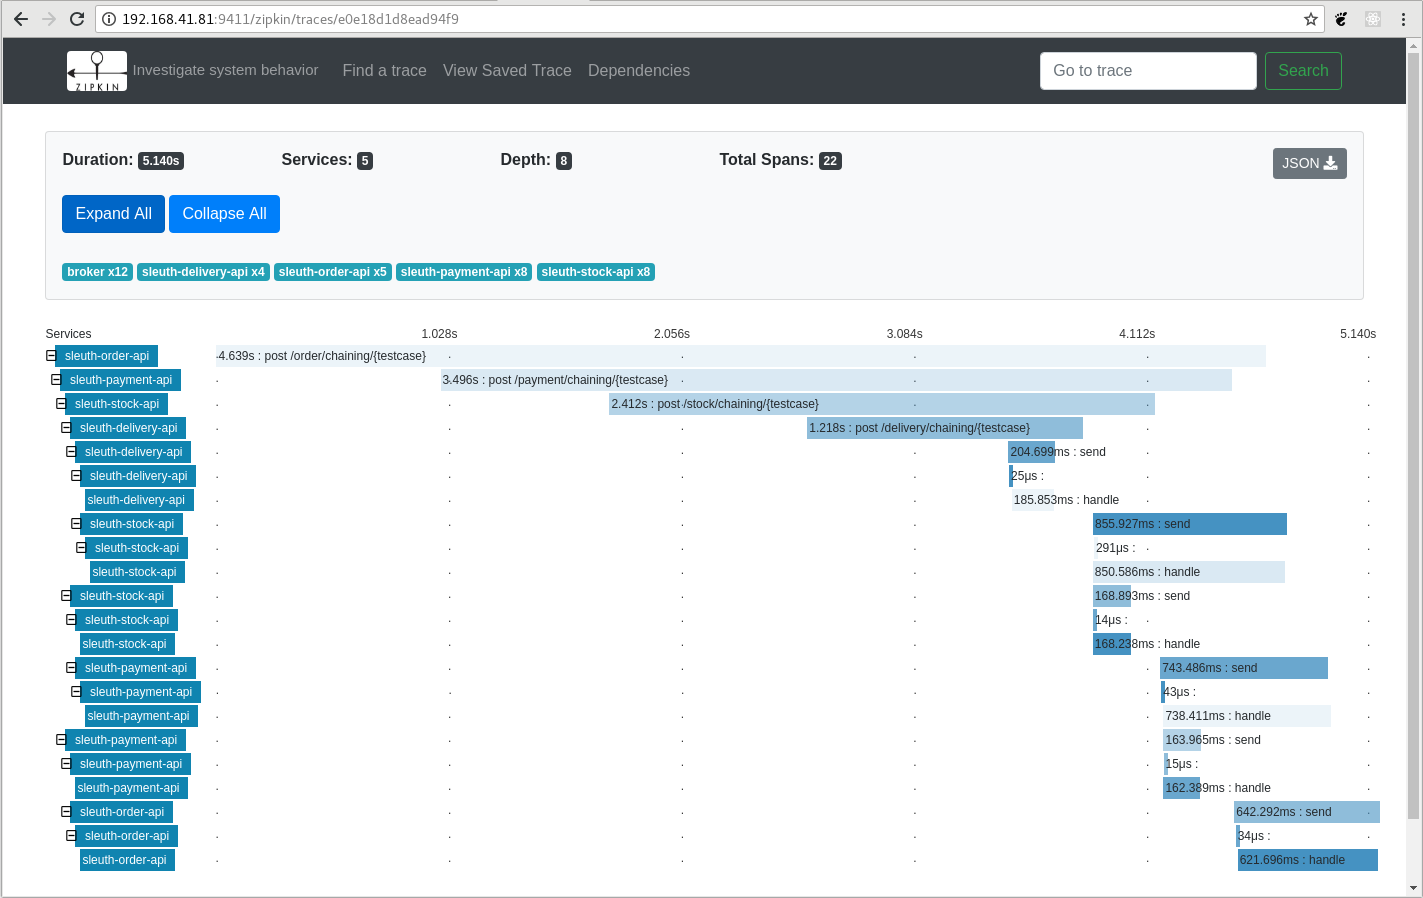 192.168.41.81:9411/zipkin/traces/e0e18d1d8ead94f9
ZIPKIN Investigate system behavior Find a trace View Saved Trace Dependencies Go to trace Search
Duration: 5.140s Services: 5 Depth: 8 Total Spans: 22 JSON
Expand All Collapse All
broker x12 sleuth-delivery-api x4 sleuth-order-api x5 sleuth-payment-api x8 sleuth-stock-api x8
Services 1.028s 2.056s 3.084s 4.112s 5.140s
sleuth-order-api 4.639s : post /order/chaining/{testcase}
sleuth-payment-api 3.496s : post /payment/chaining/{testcase}
sleuth-stock-api 2.412s : post /stock/chaining/{testcase}
sleuth-delivery-api 1.218s : post /delivery/chaining/{testcase}
sleuth-delivery-api 204.699ms : send
sleuth-delivery-api 25μs :
sleuth-delivery-api 185.853ms : handle
sleuth-stock-api 855.927ms : send
sleuth-stock-api 291μs :
sleuth-stock-api 850.586ms : handle
sleuth-stock-api 168.893ms : send
sleuth-stock-api 14μs :
sleuth-stock-api 168.238ms : handle
sleuth-payment-api 743.486ms : send
sleuth-payment-api 43μs :
sleuth-payment-api 738.411ms : handle
sleuth-payment-api 163.965ms : send
sleuth-payment-api 15μs :
sleuth-payment-api 162.389ms : handle
sleuth-order-api 642.292ms : send
sleuth-order-api 34μs :
sleuth-order-api 621.696ms : handle